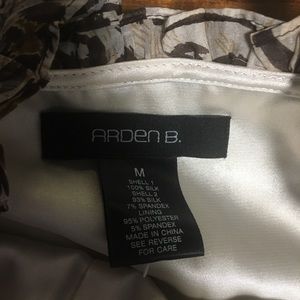 ARDEN B.
M
SHELL 1
100% SILK
SHELL 2
93% SILK
7% SPANDEX
LINING
95% POLYESTER
5% SPANDEX
MADE IN CHINA
SEE REVERSE
FOR CARE